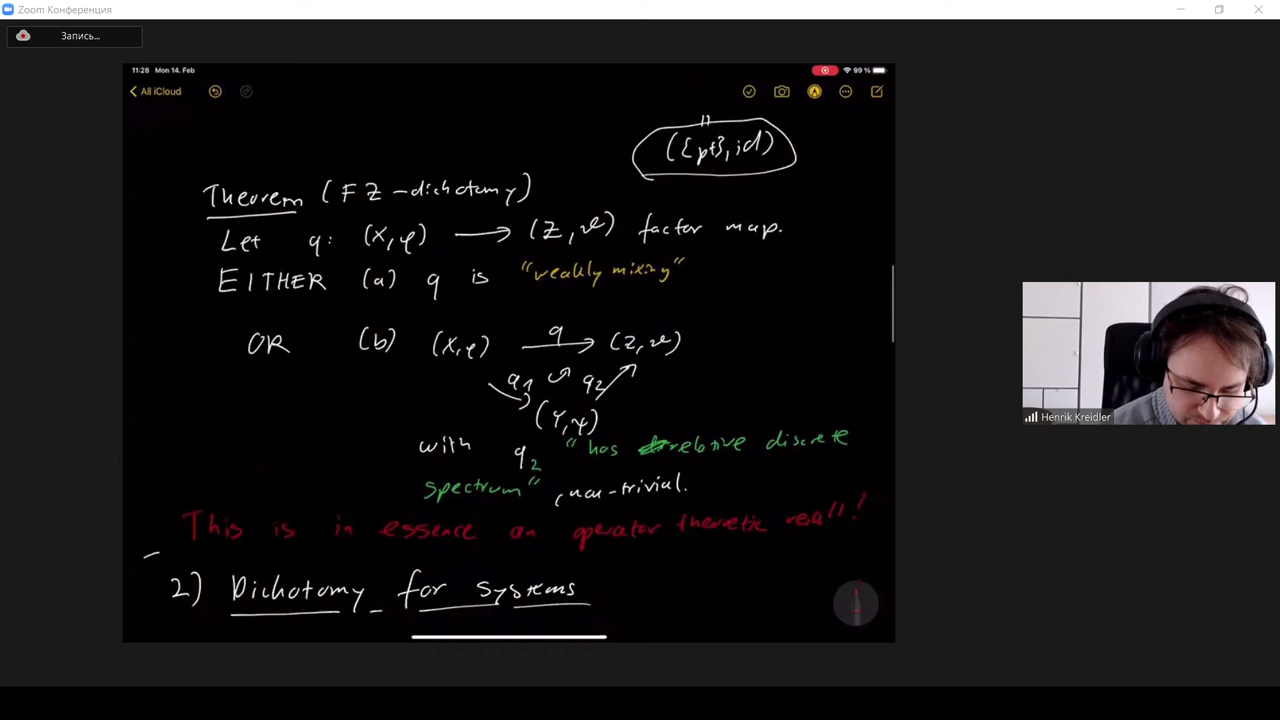 Zoom Конференция
Запись...
11:28 Mon 14. Feb
99 %
All iCloud
({pt}, id)
Theorem (FZ-dichotomy)
Let q: (X,φ) → (Z,ϑ) factor map.
EITHER (a) q is "weakly mixing"
OR (b) (X,φ) q → (Z,ϑ)
q₁ q₂
(Y,ψ)
with q₂ "has relative discrete
spectrum", non-trivial.
This is in essence an operator theoretic result!
2) Dichotomy for systems
Henrik Kreidler